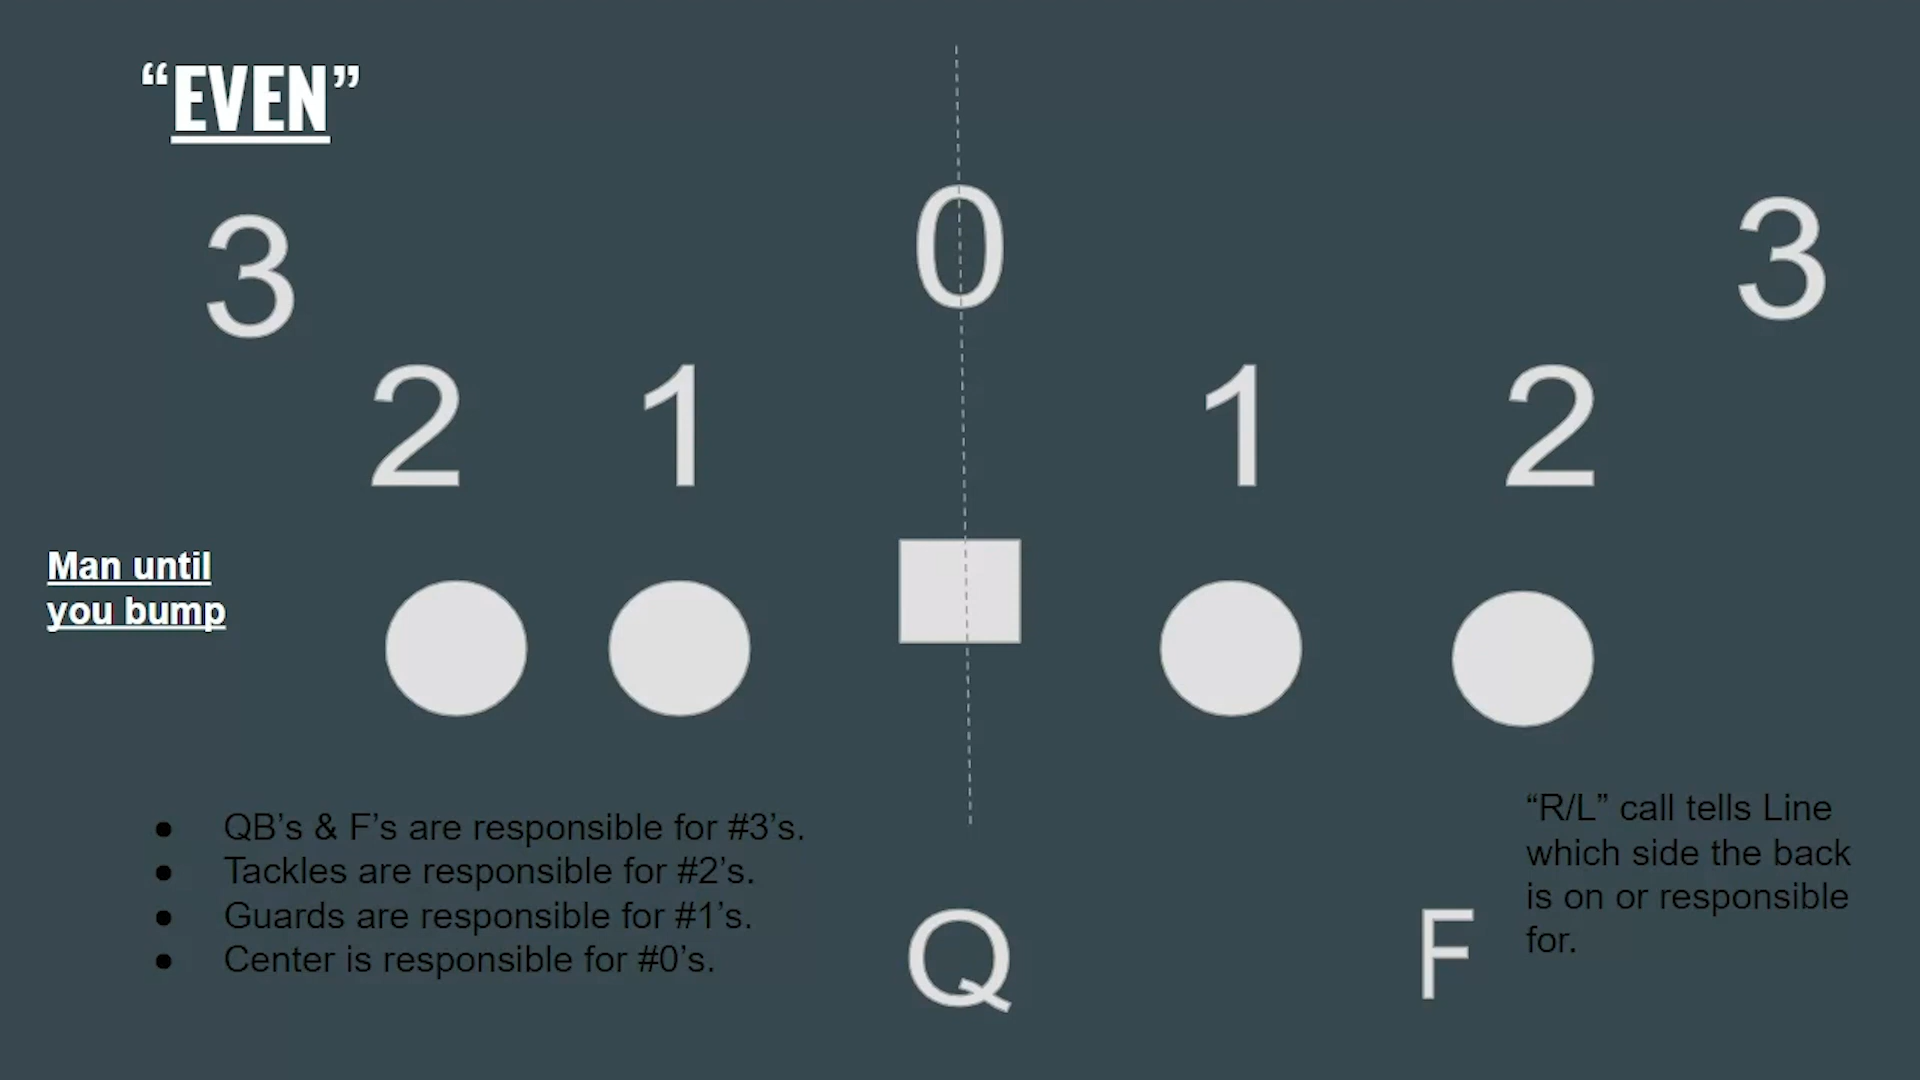 “EVEN”
3 0 3
2 1 1 2
Man until
you bump
● QB’s & F’s are responsible for #3’s.
● Tackles are responsible for #2’s.
● Guards are responsible for #1’s.
● Center is responsible for #0’s.
“R/L” call tells Line
which side the back
is on or responsible
for.
Q F